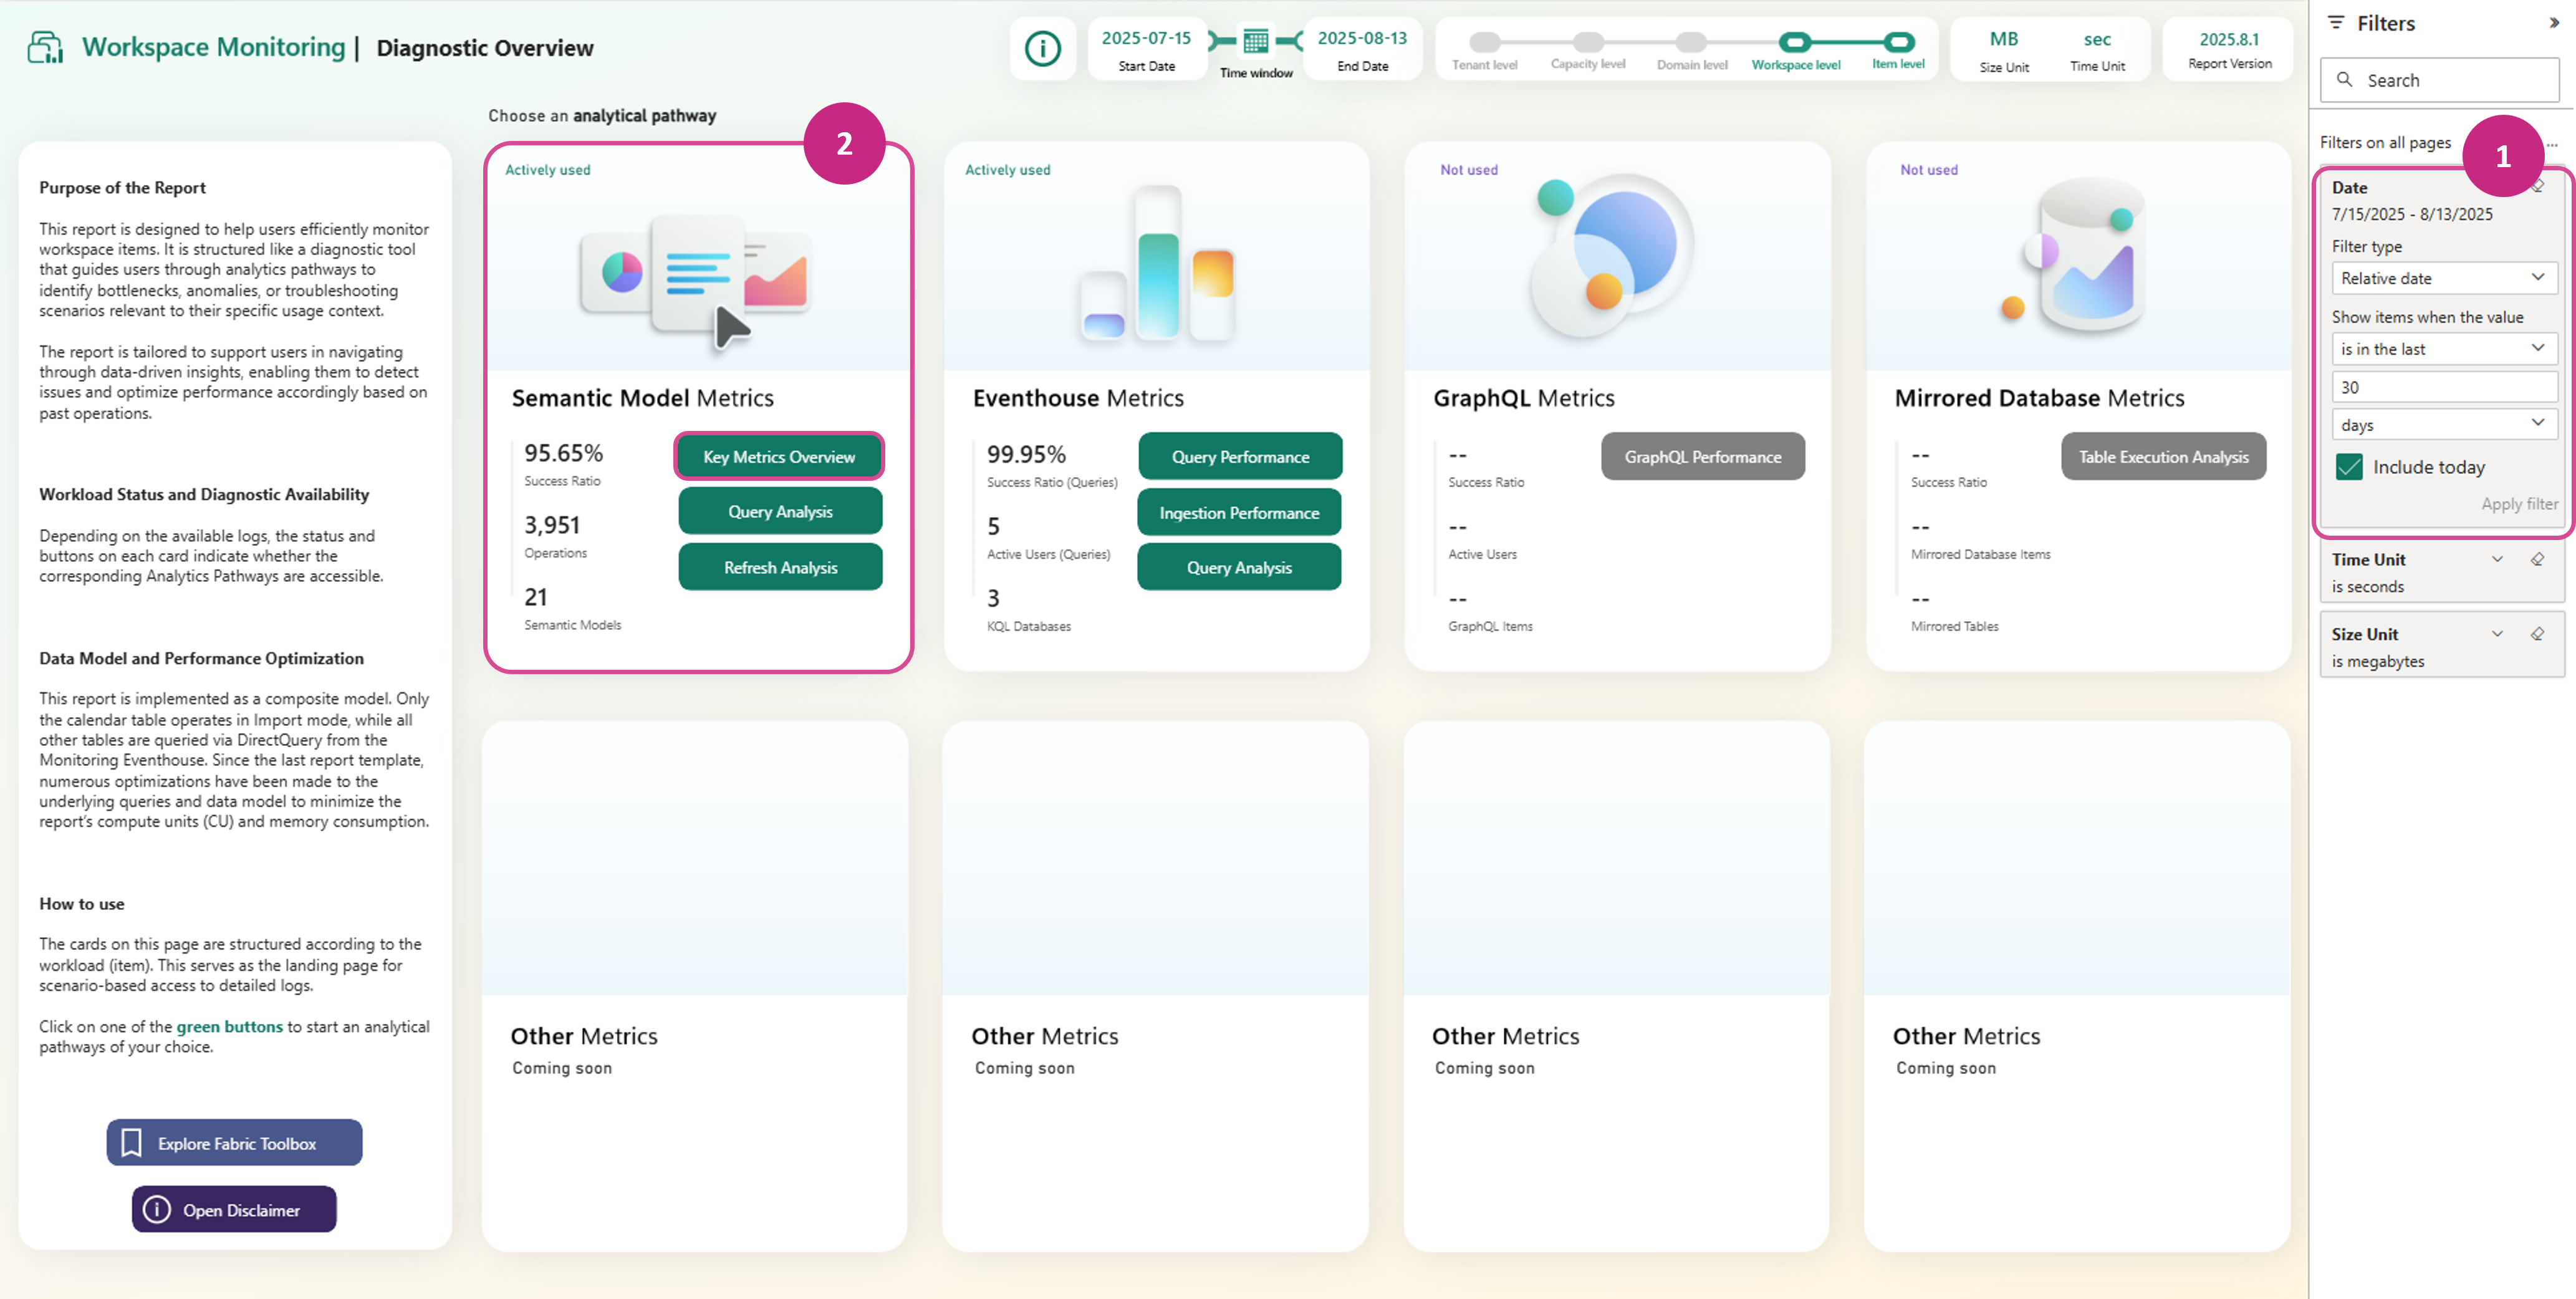 Workspace Monitoring | Diagnostic Overview
2025-07-15
Start Date
Time window
2025-08-13
End Date
Tenant level
Capacity level
Domain level
Workspace level
Item level
MB
Size Unit
sec
Time Unit
2025.8.1
Report Version
Choose an analytical pathway
Purpose of the Report
This report is designed to help users efficiently monitor
workspace items. It is structured like a diagnostic tool
that guides users through analytics pathways to
identify bottlenecks, anomalies, or troubleshooting
scenarios relevant to their specific usage context.
The report is tailored to support users in navigating
through data-driven insights, enabling them to detect
issues and optimize performance accordingly based on
past operations.
Workload Status and Diagnostic Availability
Depending on the available logs, the status and
buttons on each card indicate whether the
corresponding Analytics Pathways are accessible.
Data Model and Performance Optimization
This report is implemented as a composite model. Only
the calendar table operates in Import mode, while all
other tables are queried via DirectQuery from the
Monitoring Eventhouse. Since the last report template,
numerous optimizations have been made to the
underlying queries and data model to minimize the
report's compute units (CU) and memory consumption.
How to use
The cards on this page are structured according to the
workload (item). This serves as the landing page for
scenario-based access to detailed logs.
Click on one of the green buttons to start an analytical
pathways of your choice.
Explore Fabric Toolbox
Open Disclaimer
2
Actively used
Semantic Model Metrics
95.65%
Success Ratio
3,951
Operations
21
Semantic Models
Key Metrics Overview
Query Analysis
Refresh Analysis
Actively used
Eventhouse Metrics
99.95%
Success Ratio (Queries)
5
Active Users (Queries)
3
KQL Databases
Query Performance
Ingestion Performance
Query Analysis
Not used
GraphQL Metrics
--
Success Ratio
--
Active Users
--
GraphQL Items
GraphQL Performance
Not used
Mirrored Database Metrics
--
Success Ratio
--
Mirrored Database Items
--
Mirrored Tables
Table Execution Analysis
Other Metrics
Coming soon
Other Metrics
Coming soon
Other Metrics
Coming soon
Other Metrics
Coming soon
Filters
Search
Filters on all pages
...
1
Date
7/15/2025 - 8/13/2025
Filter type
Relative date
Show items when the value
is in the last
30
days
Include today
Apply filter
Time Unit
is seconds
Size Unit
is megabytes